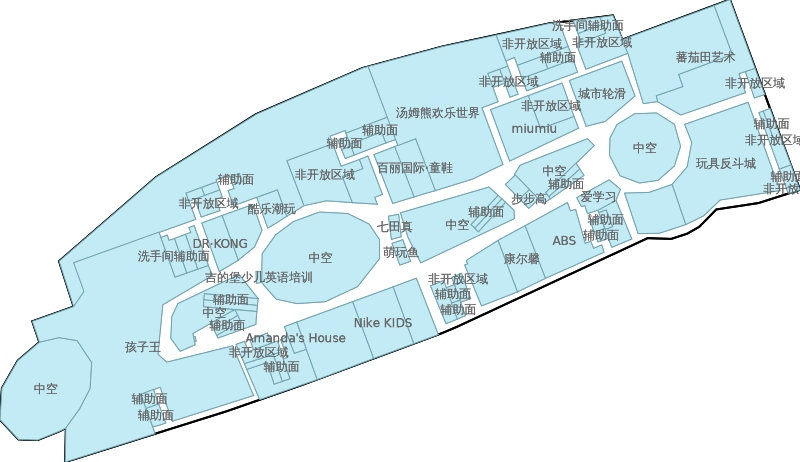 洗手间辅助面
非开放区域
非开放区域
辅助面
蕃茄田艺术
非开放区域
非开放区域
城市轮滑
非开放区域
汤姆熊欢乐世界
miumiu
辅助面
辅助面
辅助面
非开放区域
中空
玩具反斗城
百丽国际·童鞋
非开放区域
中空
辅助面
辅助面
非开放
辅助面
非开放区域
酷乐潮玩
步步高
爱学习
辅助面
辅助面
辅助面
七田真
中空
ABS
DR·KONG
洗手间辅助面
中空
萌玩鱼
康尔馨
吉的堡少儿英语培训
非开放区域
辅助面
辅助面
辅助面
中空
辅助面
Nike KIDS
Amanda's House
孩子王
非开放区域
辅助面
中空
辅助面
辅助面